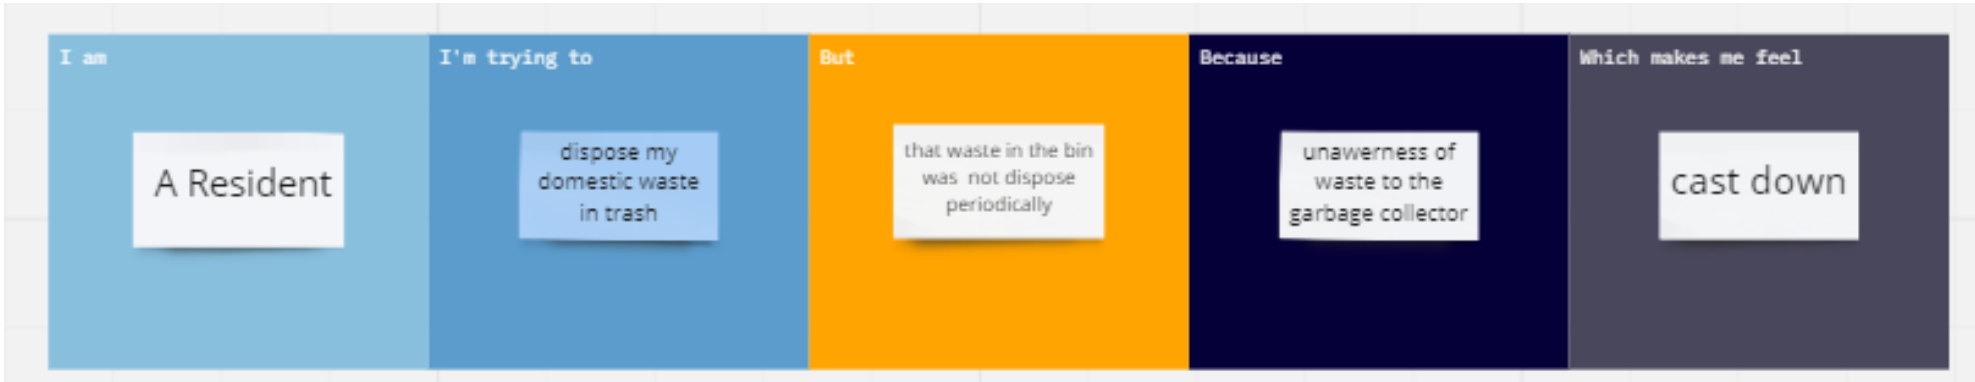 I am
A Resident
I'm trying to
dispose my
domestic waste
in trash
But
that waste in the bin
was not dispose
periodically
Because
unawerness of
waste to the
garbage collector
Which makes me feel
cast down